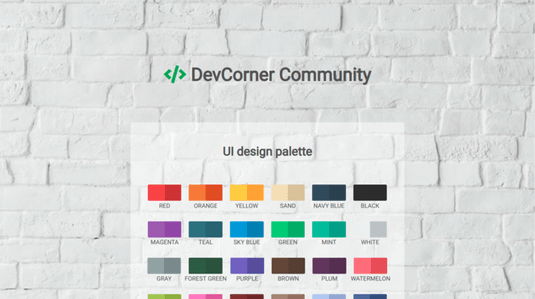 </> DevCorner Community
UI design palette
RED ORANGE YELLOW SAND NAVY BLUE BLACK
MAGENTA TEAL SKY BLUE GREEN MINT WHITE
GRAY FOREST GREEN PURPLE BROWN PLUM WATERMELON